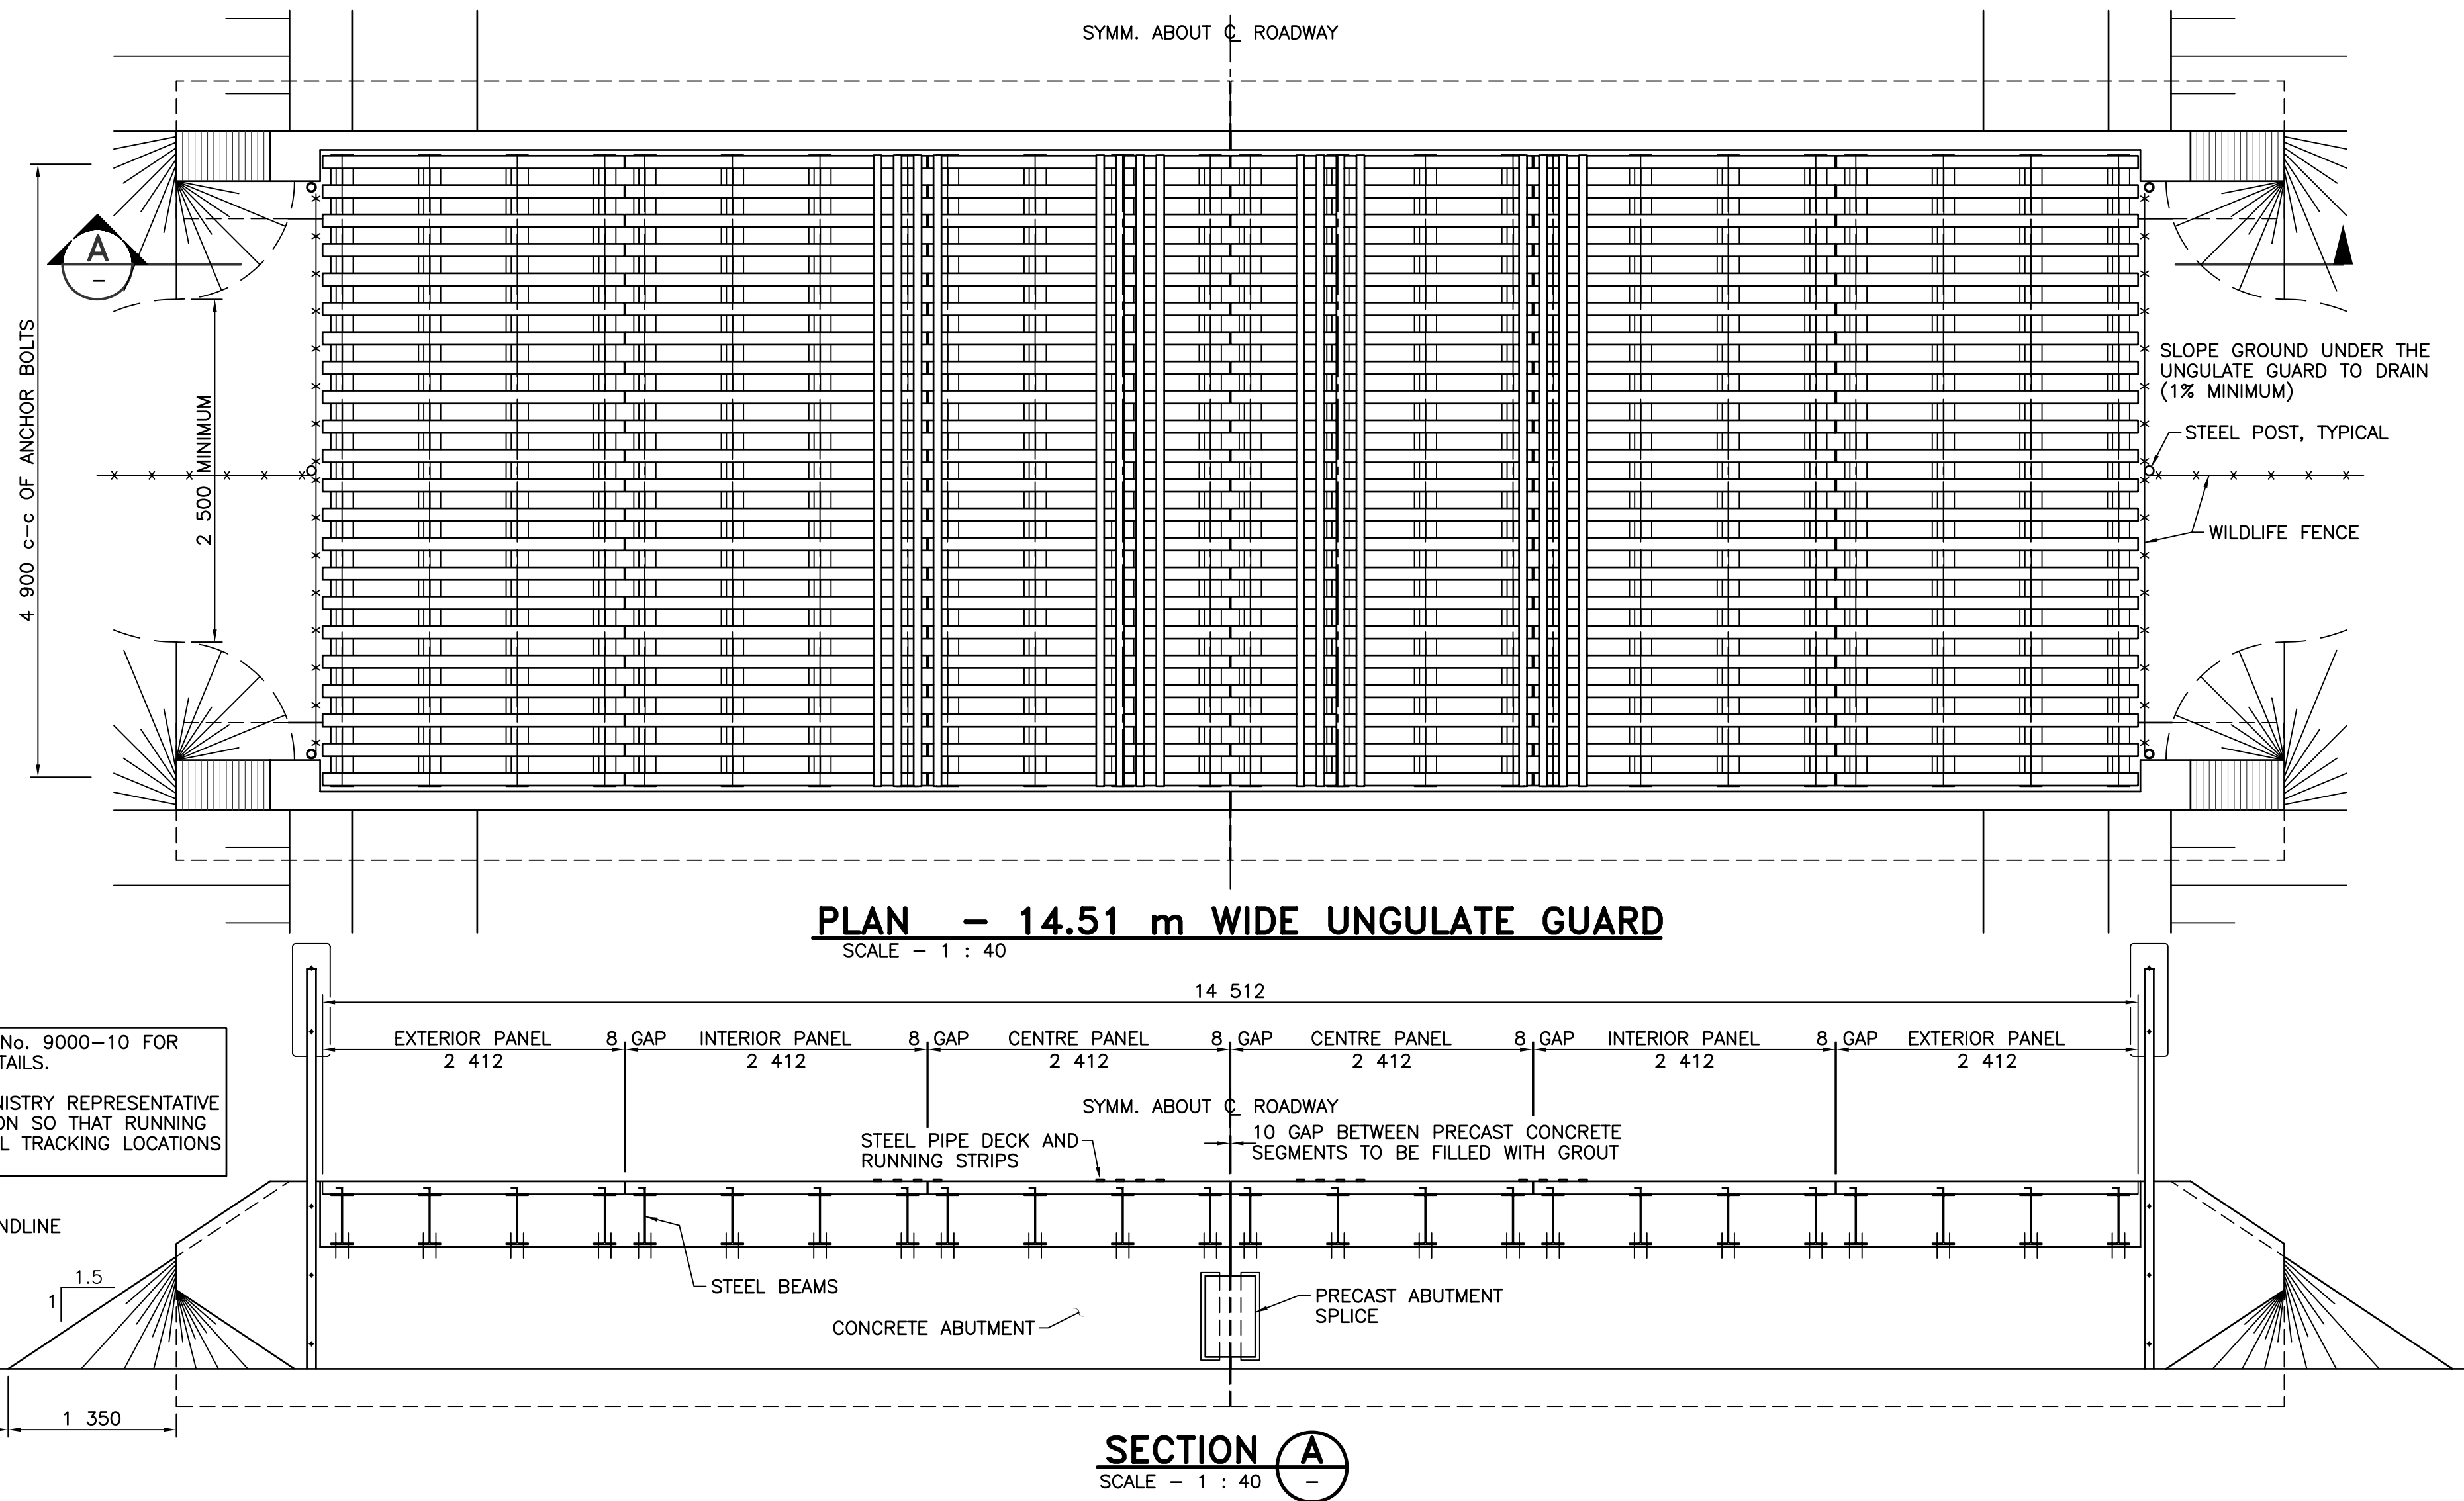 SYMM. ABOUT ℄ ROADWAY
A
-
4 900 c-c OF ANCHOR BOLTS
2 500 MINIMUM
SLOPE GROUND UNDER THE
UNGULATE GUARD TO DRAIN
(1% MINIMUM)
STEEL POST, TYPICAL
WILDLIFE FENCE
PLAN - 14.51 m WIDE UNGULATE GUARD
SCALE - 1 : 40
14 512
EXTERIOR PANEL 8 GAP INTERIOR PANEL 8 GAP CENTRE PANEL 8 GAP CENTRE PANEL 8 GAP INTERIOR PANEL 8 GAP EXTERIOR PANEL
2 412 2 412 2 412 2 412 2 412 2 412
No. 9000-10 FOR
TAILS.
NISTRY REPRESENTATIVE
ON SO THAT RUNNING
L TRACKING LOCATIONS
SYMM. ABOUT ℄ ROADWAY
STEEL PIPE DECK AND
RUNNING STRIPS
10 GAP BETWEEN PRECAST CONCRETE
SEGMENTS TO BE FILLED WITH GROUT
NDLINE
1.5
1
STEEL BEAMS
CONCRETE ABUTMENT
PRECAST ABUTMENT
SPLICE
1 350
SECTION A
SCALE - 1 : 40 -